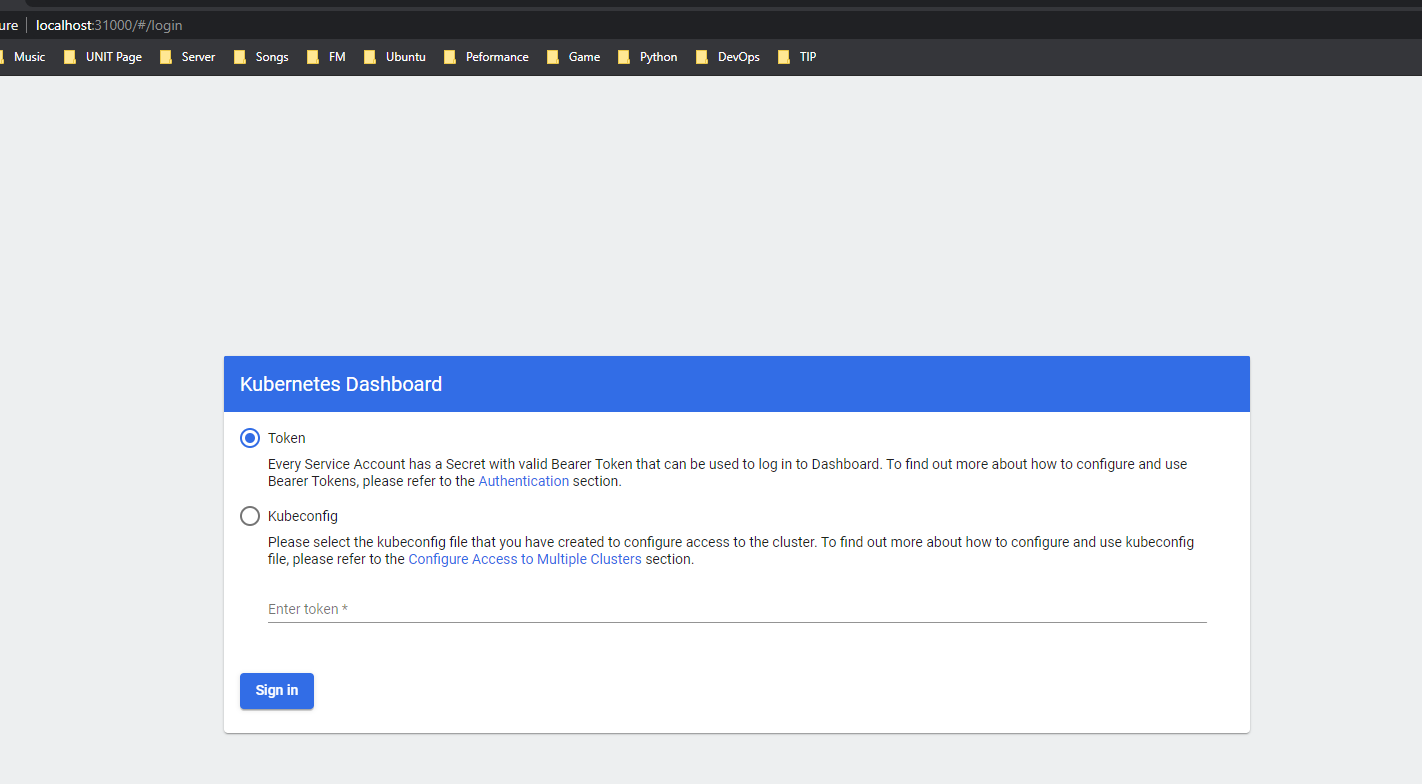 ure localhost:31000/#/login
Music UNIT Page Server Songs FM Ubuntu Peformance Game Python DevOps TIP
Kubernetes Dashboard
Token
Every Service Account has a Secret with valid Bearer Token that can be used to log in to Dashboard. To find out more about how to configure and use
Bearer Tokens, please refer to the Authentication section.
Kubeconfig
Please select the kubeconfig file that you have created to configure access to the cluster. To find out more about how to configure and use kubeconfig
file, please refer to the Configure Access to Multiple Clusters section.
Enter token *
Sign in